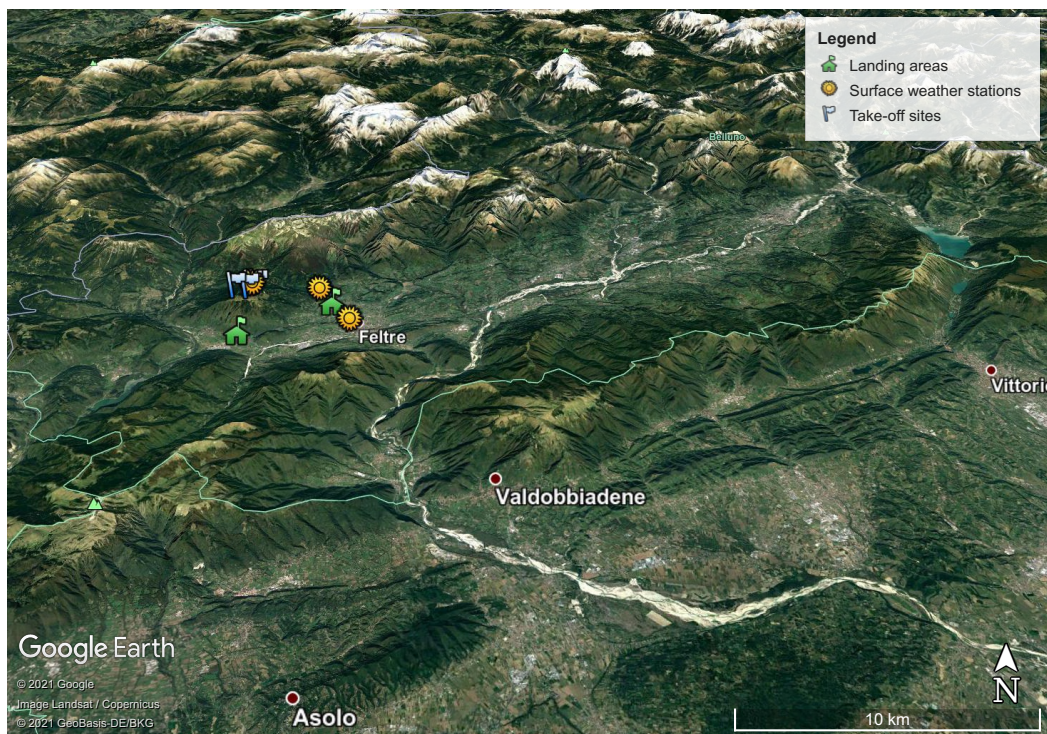 Legend
Landing areas
Surface weather stations
Take-off sites
Belluno
Feltre
Vittorio
Valdobbiadene
Google Earth
© 2021 Google
Image Landsat / Copernicus
© 2021 GeoBasis-DE/BKG
Asolo
N
10 km